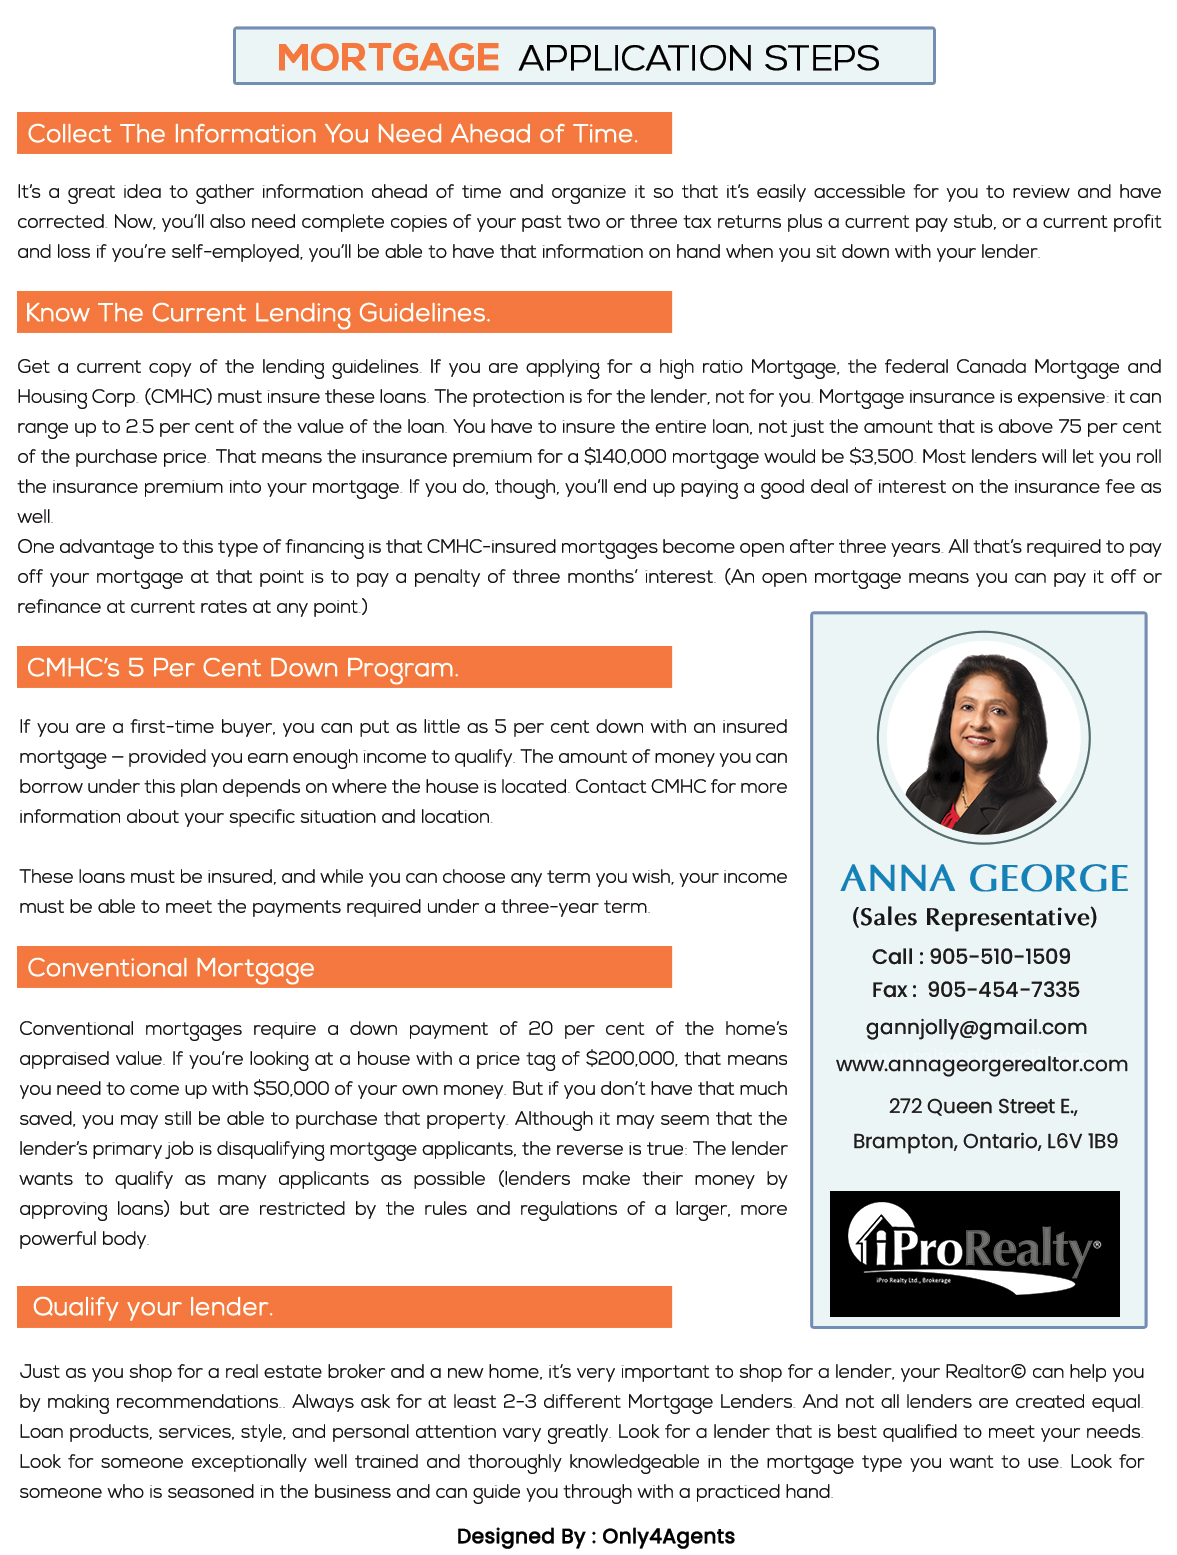 MORTGAGE APPLICATION STEPS
Collect The Information You Need Ahead of Time.
It's a great idea to gather information ahead of time and organize it so that it's easily accessible for you to review and have
corrected. Now, you'll also need complete copies of your past two or three tax returns plus a current pay stub, or a current profit
and loss if you're self-employed, you'll be able to have that information on hand when you sit down with your lender.
Know The Current Lending Guidelines.
Get a current copy of the lending guidelines. If you are applying for a high ratio Mortgage, the federal Canada Mortgage and
Housing Corp. (CMHC) must insure these loans. The protection is for the lender, not for you. Mortgage insurance is expensive: it can
range up to 2.5 per cent of the value of the loan. You have to insure the entire loan, not just the amount that is above 75 per cent
of the purchase price. That means the insurance premium for a $140,000 mortgage would be $3,500. Most lenders will let you roll
the insurance premium into your mortgage. If you do, though, you'll end up paying a good deal of interest on the insurance fee as
well.
One advantage to this type of financing is that CMHC-insured mortgages become open after three years. All that's required to pay
off your mortgage at that point is to pay a penalty of three months' interest. (An open mortgage means you can pay it off or
refinance at current rates at any point.)
CMHC's 5 Per Cent Down Program.
If you are a first-time buyer, you can put as little as 5 per cent down with an insured
mortgage – provided you earn enough income to qualify. The amount of money you can
borrow under this plan depends on where the house is located. Contact CMHC for more
information about your specific situation and location.
These loans must be insured, and while you can choose any term you wish, your income
must be able to meet the payments required under a three-year term.
Conventional Mortgage
Conventional mortgages require a down payment of 20 per cent of the home's
appraised value. If you're looking at a house with a price tag of $200,000, that means
you need to come up with $50,000 of your own money. But if you don't have that much
saved, you may still be able to purchase that property. Although it may seem that the
lender's primary job is disqualifying mortgage applicants, the reverse is true: The lender
wants to qualify as many applicants as possible (lenders make their money by
approving loans) but are restricted by the rules and regulations of a larger, more
powerful body.
ANNA GEORGE
(Sales Representative)
Call : 905-510-1509
Fax : 905-454-7335
gannjolly@gmail.com
www.annageorgerealtor.com
272 Queen Street E.,
Brampton, Ontario, L6V 1B9
iProRealty®
iPro Realty Ltd., Brokerage
Qualify your lender.
Just as you shop for a real estate broker and a new home, it's very important to shop for a lender, your Realtor© can help you
by making recommendations.. Always ask for at least 2-3 different Mortgage Lenders. And not all lenders are created equal.
Loan products, services, style, and personal attention vary greatly. Look for a lender that is best qualified to meet your needs.
Look for someone exceptionally well trained and thoroughly knowledgeable in the mortgage type you want to use. Look for
someone who is seasoned in the business and can guide you through with a practiced hand.
Designed By : Only4Agents